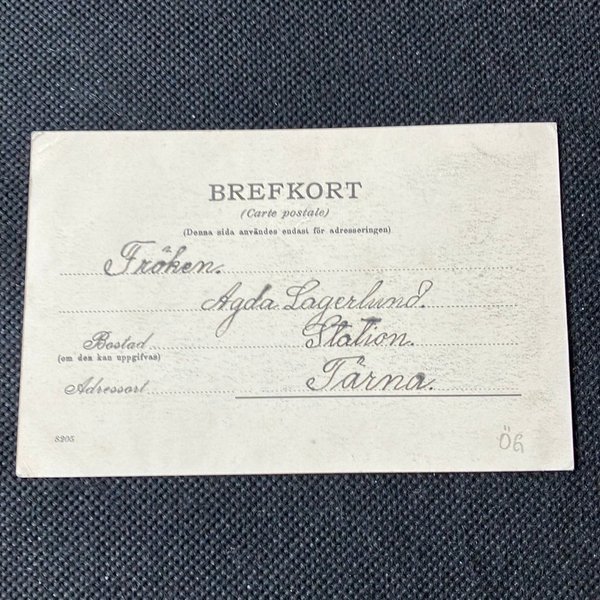 BREFKORT
(Carte postale)
(Denna sida användes endast för adresseringen)
Fröken.
Agda Lagerlund.
Bostad Station.
(om den kan uppgifvas)
Adressort Tärna.
8205
ÖG